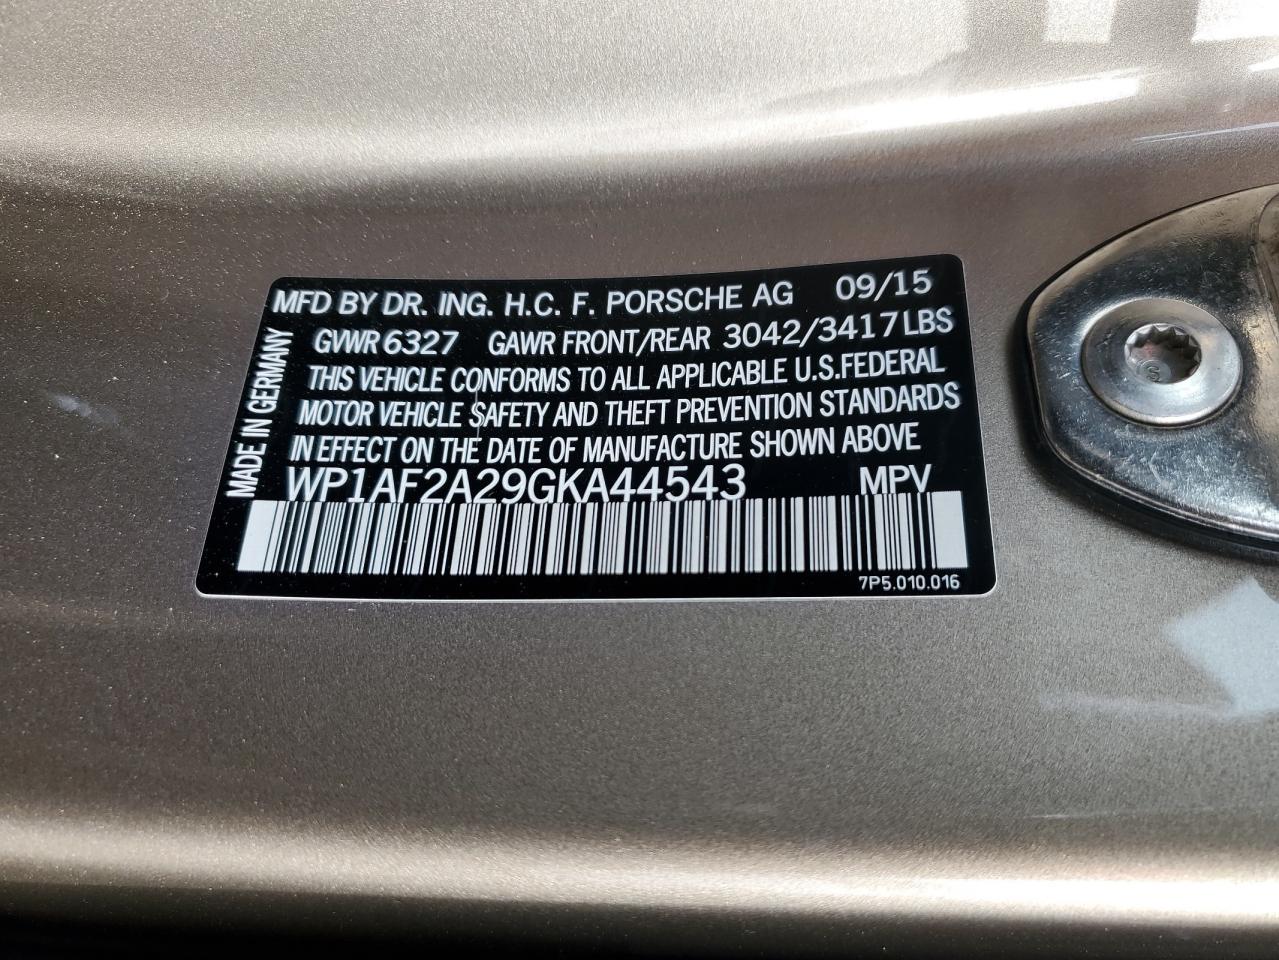 MFD BY DR. ING. H.C. F. PORSCHE AG 09/15
GVWR 6327 GAWR FRONT/REAR 3042/3417 LBS
THIS VEHICLE CONFORMS TO ALL APPLICABLE U.S.FEDERAL
MOTOR VEHICLE SAFETY AND THEFT PREVENTION STANDARDS
IN EFFECT ON THE DATE OF MANUFACTURE SHOWN ABOVE
WP1AF2A29GKA44543 MPV
7P5.010.016
MADE IN GERMANY
S